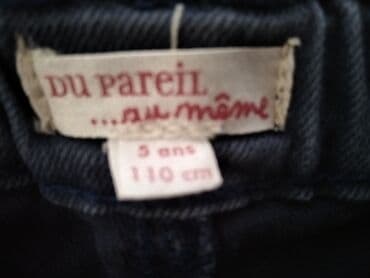 DU PAREIL
...au même
5 ans
110 cm